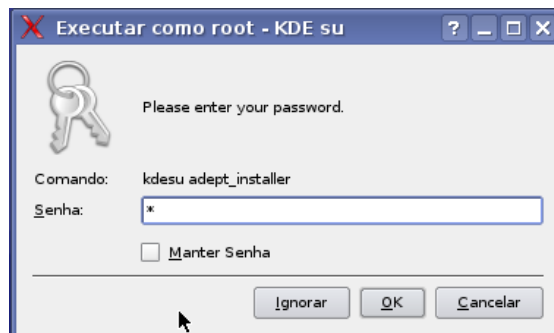 Executar como root - KDE su
Please enter your password.
Comando: kdesu adept_installer
Senha: *
Manter Senha
Ignorar OK Cancelar